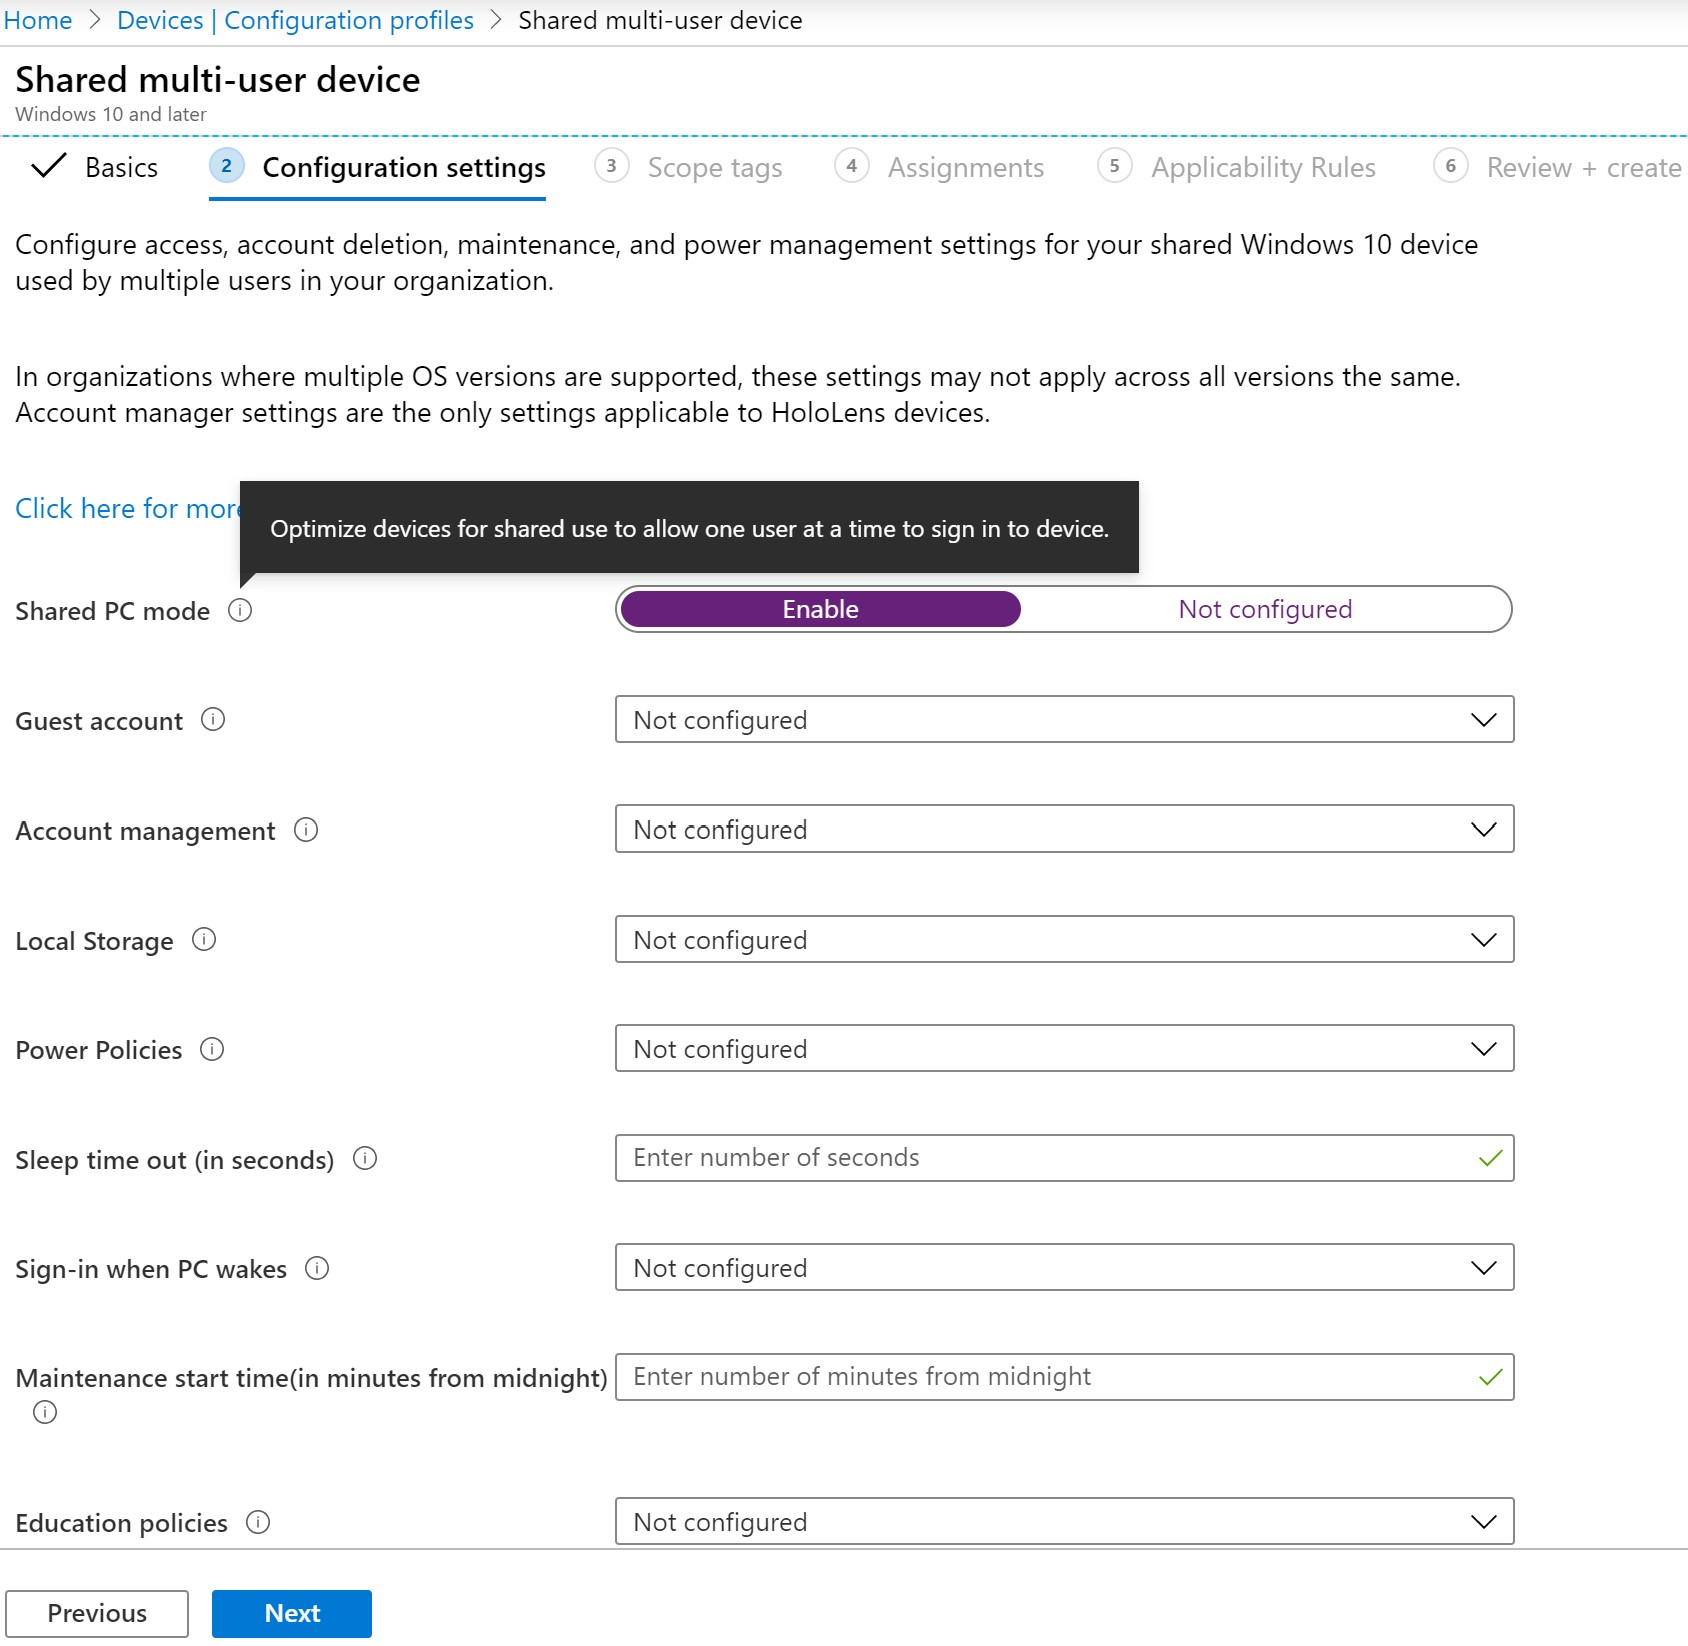 Home > Devices | Configuration profiles > Shared multi-user device
Shared multi-user device
Windows 10 and later
Basics 2 Configuration settings 3 Scope tags 4 Assignments 5 Applicability Rules 6 Review + create
Configure access, account deletion, maintenance, and power management settings for your shared Windows 10 device
used by multiple users in your organization.
In organizations where multiple OS versions are supported, these settings may not apply across all versions the same.
Account manager settings are the only settings applicable to HoloLens devices.
Click here for more
Optimize devices for shared use to allow one user at a time to sign in to device.
Shared PC mode Enable Not configured
Guest account Not configured
Account management Not configured
Local Storage Not configured
Power Policies Not configured
Sleep time out (in seconds) Enter number of seconds
Sign-in when PC wakes Not configured
Maintenance start time(in minutes from midnight) Enter number of minutes from midnight
Education policies Not configured
Previous Next